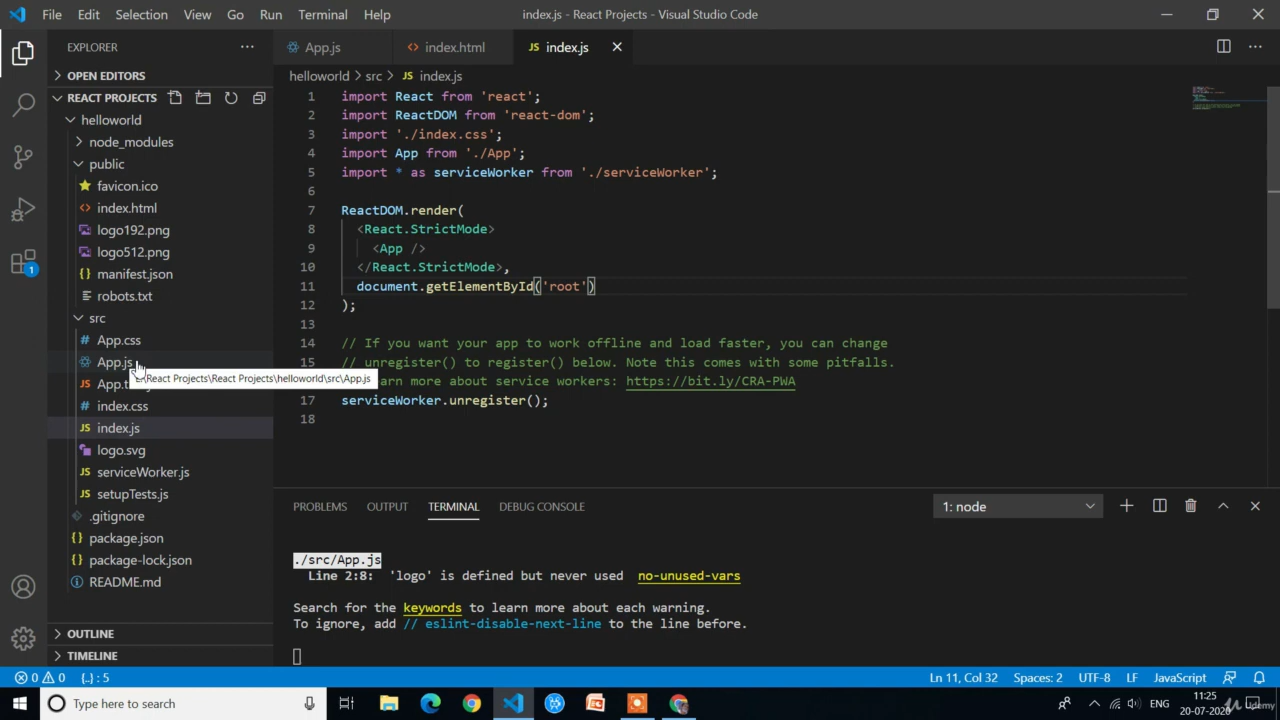 File Edit Selection View Go Run Terminal Help
index.js - React Projects - Visual Studio Code
EXPLORER
App.js
index.html
JS index.js
OPEN EDITORS
REACT PROJECTS
helloworld > src > JS index.js
helloworld
node_modules
public
favicon.ico
index.html
logo192.png
logo512.png
manifest.json
robots.txt
src
App.css
App.js
E:\React Projects\React Projects\helloworld\src\App.js
index.css
JS index.js
logo.svg
JS serviceWorker.js
JS setupTests.js
.gitignore
package.json
package-lock.json
README.md
OUTLINE
TIMELINE
1 import React from 'react';
2 import ReactDOM from 'react-dom';
3 import './index.css';
4 import App from './App';
5 import * as serviceWorker from './serviceWorker';
6
7 ReactDOM.render(
8 <React.StrictMode>
9 <App />
10 </React.StrictMode>,
11 document.getElementById('root')
12 );
13
14 // If you want your app to work offline and load faster, you can change
15 // unregister() to register() below. Note this comes with some pitfalls.
earn more about service workers: https://bit.ly/CRA-PWA
17 serviceWorker.unregister();
18
PROBLEMS OUTPUT TERMINAL DEBUG CONSOLE
1: node
./src/App.js
Line 2:8: 'logo' is defined but never used no-unused-vars
Search for the keywords to learn more about each warning.
To ignore, add // eslint-disable-next-line to the line before.
1
0 0 {..} : 5
Ln 11, Col 32 Spaces: 2 UTF-8 LF JavaScript
Type here to search
ENG
11:25
20-07-2020
Udemy